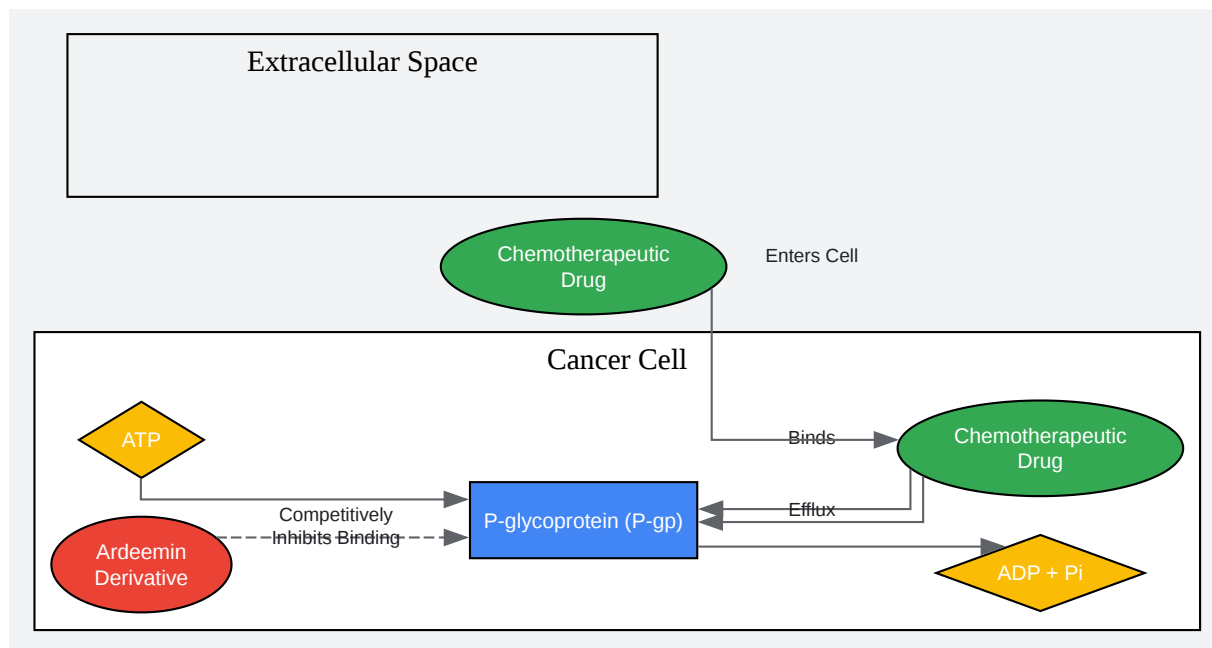 Extracellular Space
Chemotherapeutic
Drug
Enters Cell
Cancer Cell
ATP
Binds
Chemotherapeutic
Drug
Competitively
Inhibits Binding
P-glycoprotein (P-gp)
Efflux
Ardeemin
Derivative
ADP + Pi